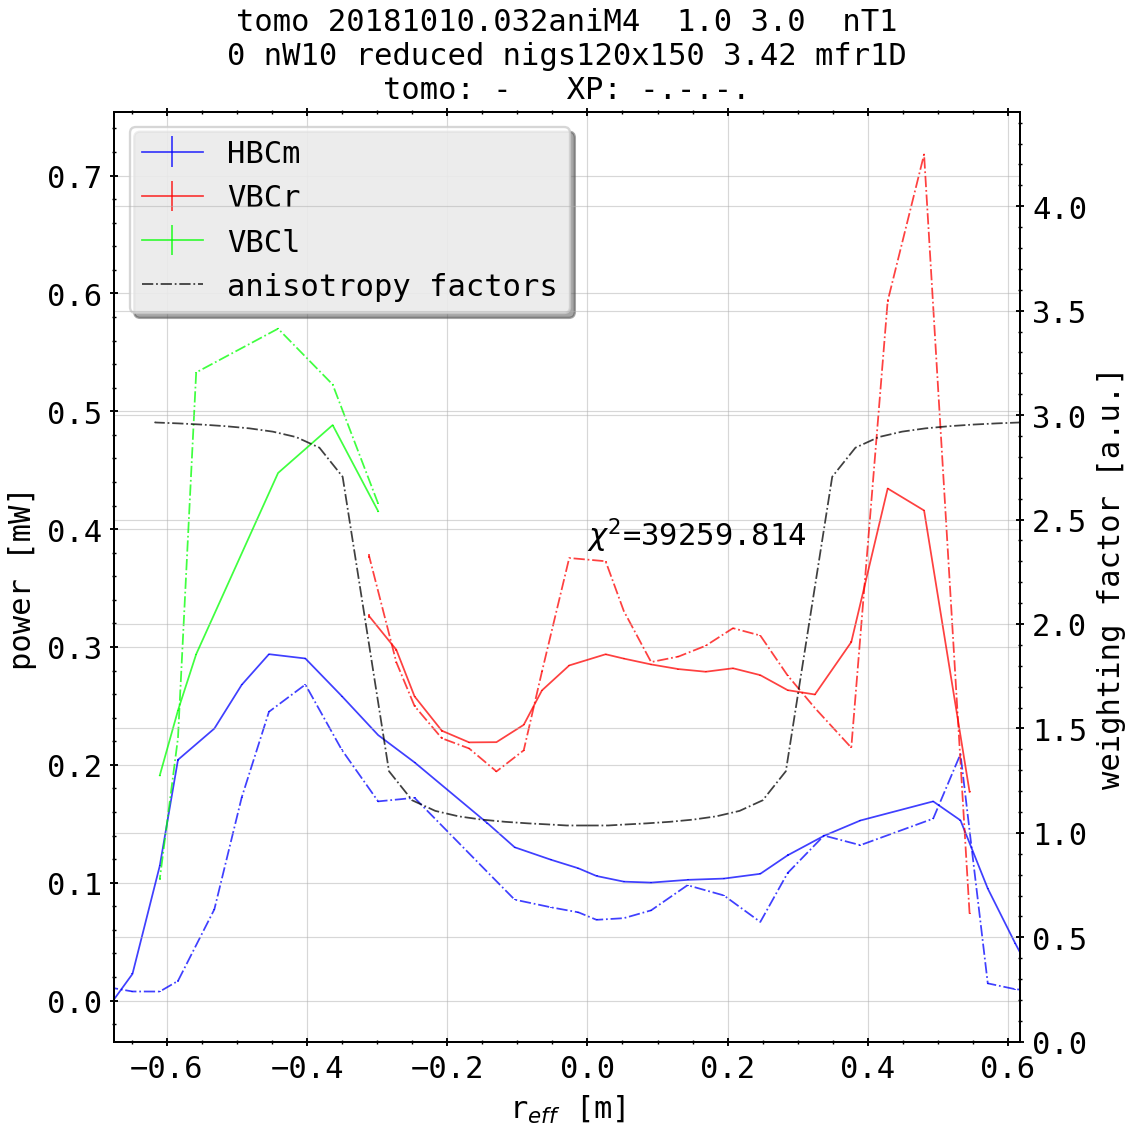 tomo 20181010.032aniM4  1.0 3.0  nT1
0 nW10 reduced nigs120x150 3.42 mfr1D
tomo: -   XP: -.-.-.
HBCm
VBCr
VBCl
anisotropy factors
χ²=39259.814
power [mW]
0.7
0.6
0.5
0.4
0.3
0.2
0.1
0.0
4.0
3.5
3.0
2.5
2.0
1.5
1.0
0.5
0.0
weighting factor [a.u.]
−0.6 −0.4 −0.2 0.0 0.2 0.4 0.6
r_eff [m]